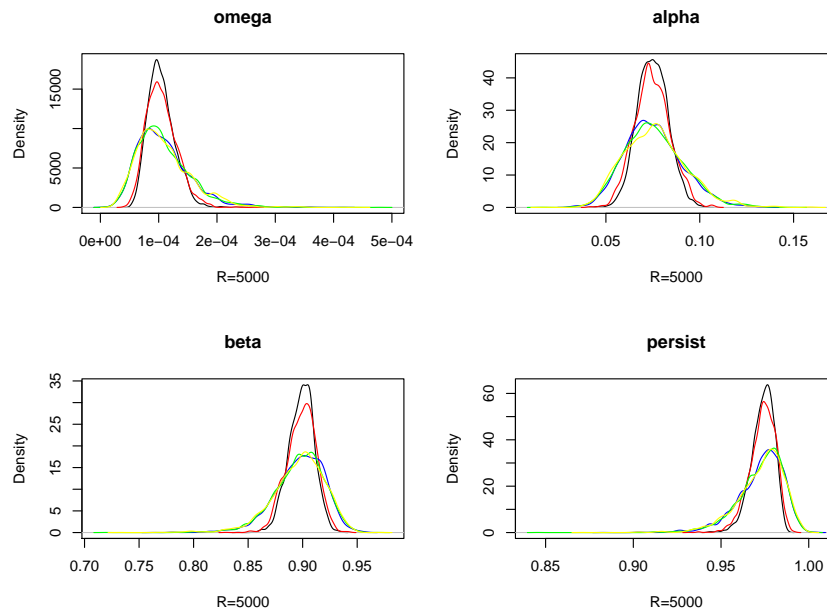 omega
Density
0
5000
15000
0e+00 1e−04 2e−04 3e−04 4e−04 5e−04
R=5000
alpha
Density
0 10 20 30 40
0.05 0.10 0.15
R=5000
beta
Density
0 5 15 25 35
0.70 0.75 0.80 0.85 0.90 0.95
R=5000
persist
Density
0 20 40 60
0.85 0.90 0.95 1.00
R=5000